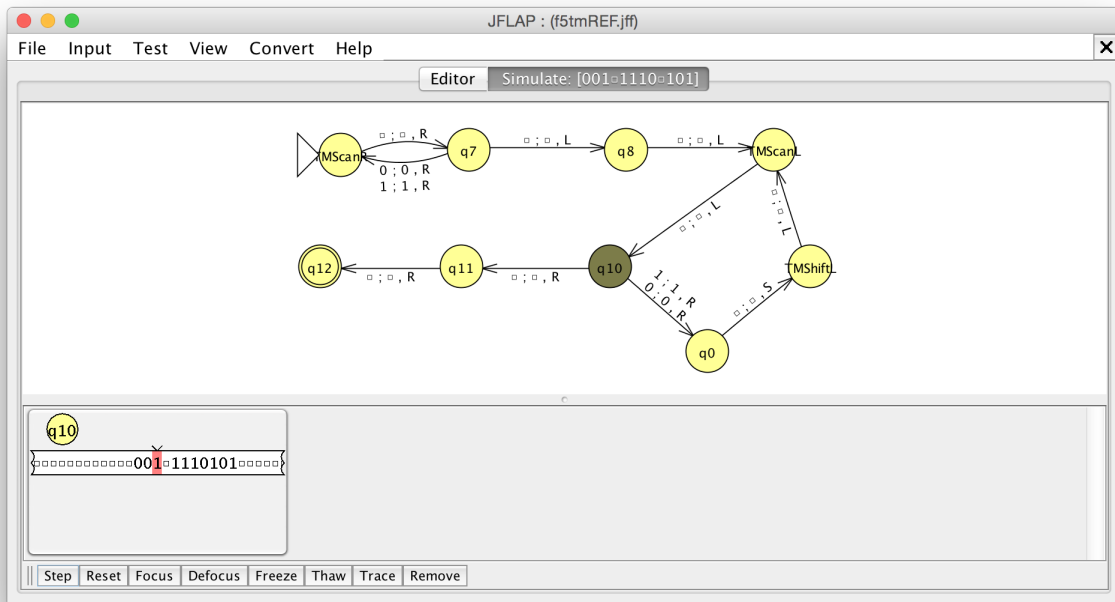 JFLAP : (f5tmREF.jff)
File Input Test View Convert Help
Editor Simulate: [001□1110□101]
□ ; □ , R
0 ; 0 , R
1 ; 1 , R
q7
□ ; □ , L
q8
□ ; □ , L
TMScanL
□ ; □ , L
□ ; □ , L
q12
□ ; □ , R
q11
□ ; □ , R
q10
1 ; 1 , R
0 ; 0 , R
□ ; □ , S
TMShiftL
q0
q10
□□□□□□□□□□□□001□1110101□□□□□
Step Reset Focus Defocus Freeze Thaw Trace Remove